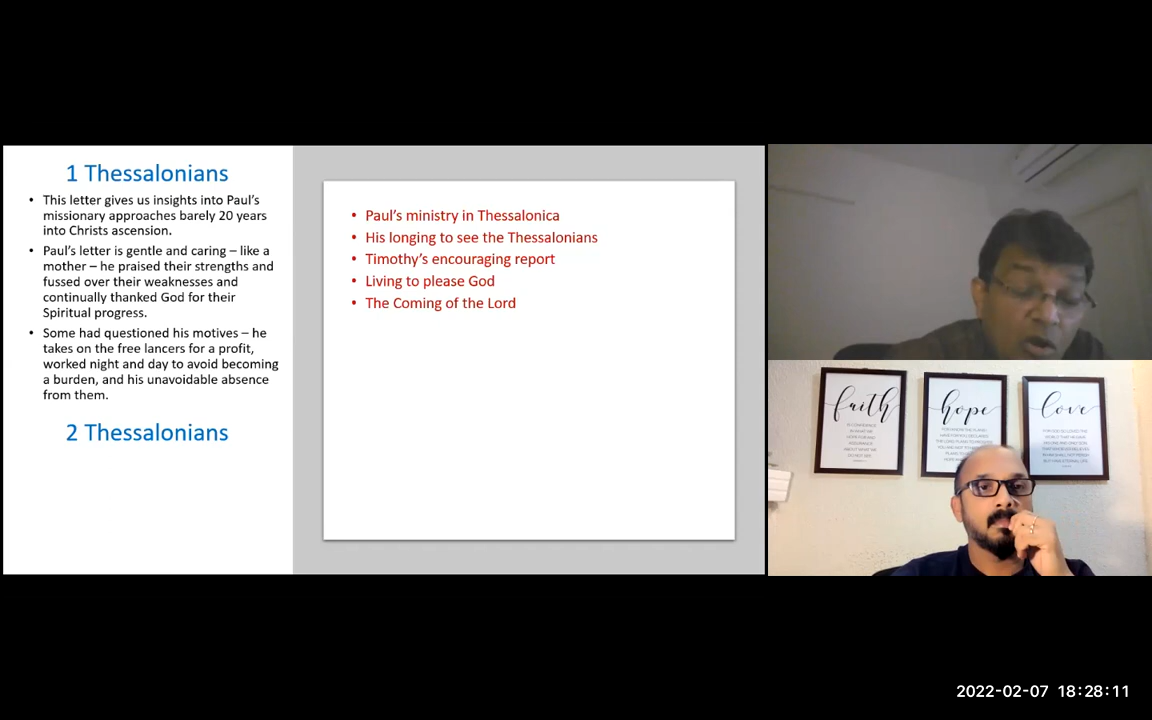 1 Thessalonians
• This letter gives us insights into Paul's
missionary approaches barely 20 years
into Christs ascension.
• Paul's letter is gentle and caring – like a
mother – he praised their strengths and
fussed over their weaknesses and
continually thanked God for their
Spiritual progress.
• Some had questioned his motives – he
takes on the free lancers for a profit,
worked night and day to avoid becoming
a burden, and his unavoidable absence
from them.
2 Thessalonians
• Paul's ministry in Thessalonica
• His longing to see the Thessalonians
• Timothy's encouraging report
• Living to please God
• The Coming of the Lord
faith
hope
love
2022-02-07 18:28:11